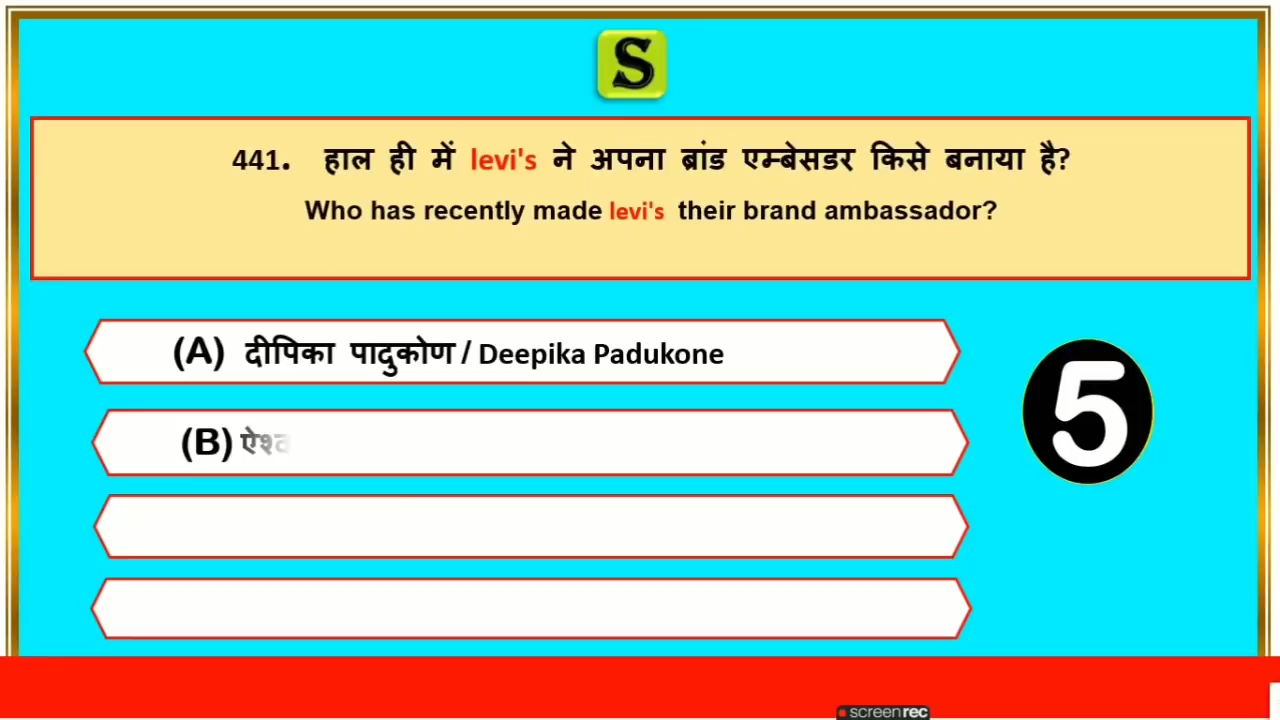 S
441. हाल ही में levi's ने अपना ब्रांड एम्बेसडर किसे बनाया है?
Who has recently made levi's their brand ambassador?
(A) दीपिका पादुकोण / Deepika Padukone
(B)
5
screenrec